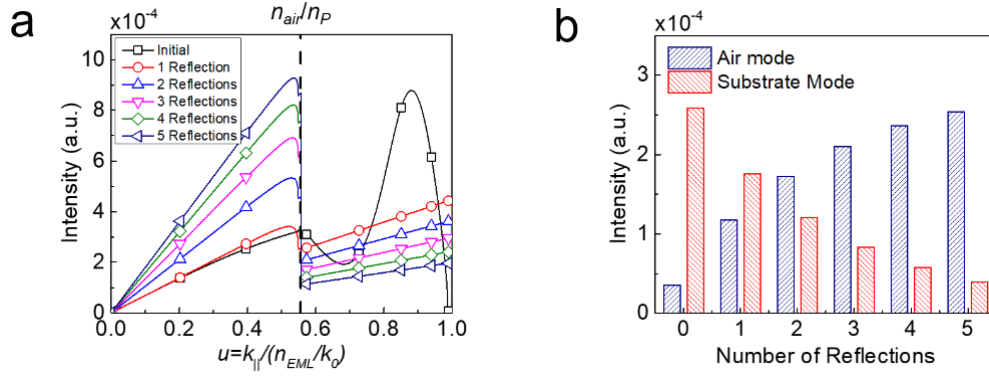 a
n_air/n_P
x10⁻⁴
10
8
6
4
2
0
Intensity (a.u.)
Initial
1 Reflection
2 Reflections
3 Reflections
4 Reflections
5 Reflections
0.0 0.2 0.4 0.6 0.8 1.0
u=k_||/(n_EML/k_0)
b
x10⁻⁴
3
2
1
0
Intensity (a.u.)
Air mode
Substrate Mode
0 1 2 3 4 5
Number of Reflections